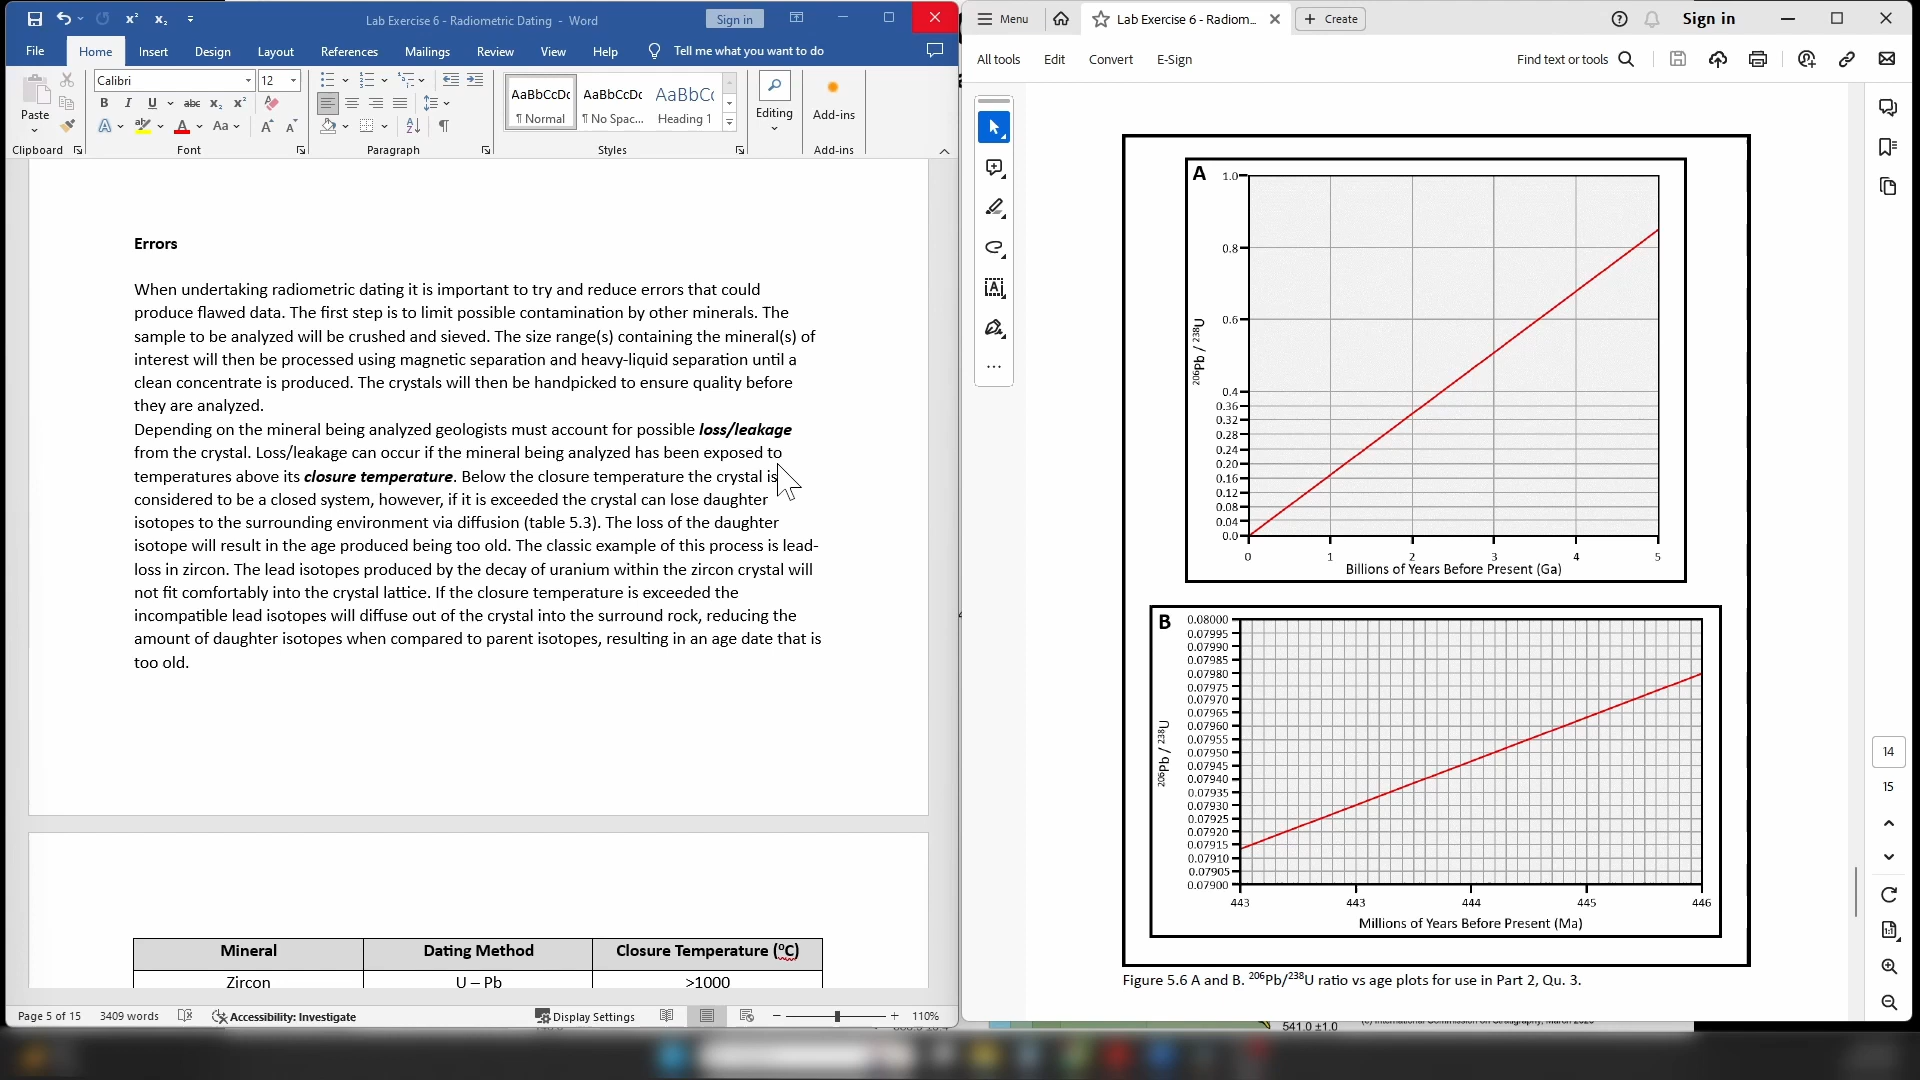 Lab Exercise 6 - Radiometric Dating - Word
Sign in
File Home Insert Design Layout References Mailings Review View Help Tell me what you want to do
Paste
Clipboard
Calibri 12
B I U abc x₂ x²
A ab A Aa A A
Font
Paragraph
AaBbCcDc AaBbCcDc AaBbCc
¶ Normal ¶ No Spac... Heading 1
Styles
Editing
Add-ins
Add-ins
Errors
When undertaking radiometric dating it is important to try and reduce errors that could
produce flawed data. The first step is to limit possible contamination by other minerals. The
sample to be analyzed will be crushed and sieved. The size range(s) containing the mineral(s) of
interest will then be processed using magnetic separation and heavy-liquid separation until a
clean concentrate is produced. The crystals will then be handpicked to ensure quality before
they are analyzed.
Depending on the mineral being analyzed geologists must account for possible loss/leakage
from the crystal. Loss/leakage can occur if the mineral being analyzed has been exposed to
temperatures above its closure temperature. Below the closure temperature the crystal is
considered to be a closed system, however, if it is exceeded the crystal can lose daughter
isotopes to the surrounding environment via diffusion (table 5.3). The loss of the daughter
isotope will result in the age produced being too old. The classic example of this process is lead-
loss in zircon. The lead isotopes produced by the decay of uranium within the zircon crystal will
not fit comfortably into the crystal lattice. If the closure temperature is exceeded the
incompatible lead isotopes will diffuse out of the crystal into the surround rock, reducing the
amount of daughter isotopes when compared to parent isotopes, resulting in an age date that is
too old.
Mineral Dating Method Closure Temperature (⁰C)
Zircon U – Pb >1000
Page 5 of 15 3409 words Accessibility: Investigate Display Settings 110%
Menu Lab Exercise 6 - Radiom... Create Sign in
All tools Edit Convert E-Sign Find text or tools
A
1.0
0.8
0.6
0.4
0.36
0.32
0.28
0.24
0.20
0.16
0.12
0.08
0.04
0.0
²⁰⁶Pb / ²³⁸U
0 1 2 3 4 5
Billions of Years Before Present (Ga)
B
0.08000
0.07995
0.07990
0.07985
0.07980
0.07975
0.07970
0.07965
0.07960
0.07955
0.07950
0.07945
0.07940
0.07935
0.07930
0.07925
0.07920
0.07915
0.07910
0.07905
0.07900
²⁰⁶Pb / ²³⁸U
443 443 444 445 446
Millions of Years Before Present (Ma)
Figure 5.6 A and B. ²⁰⁶Pb/²³⁸U ratio vs age plots for use in Part 2, Qu. 3.
14
15
541.0 ±1.0